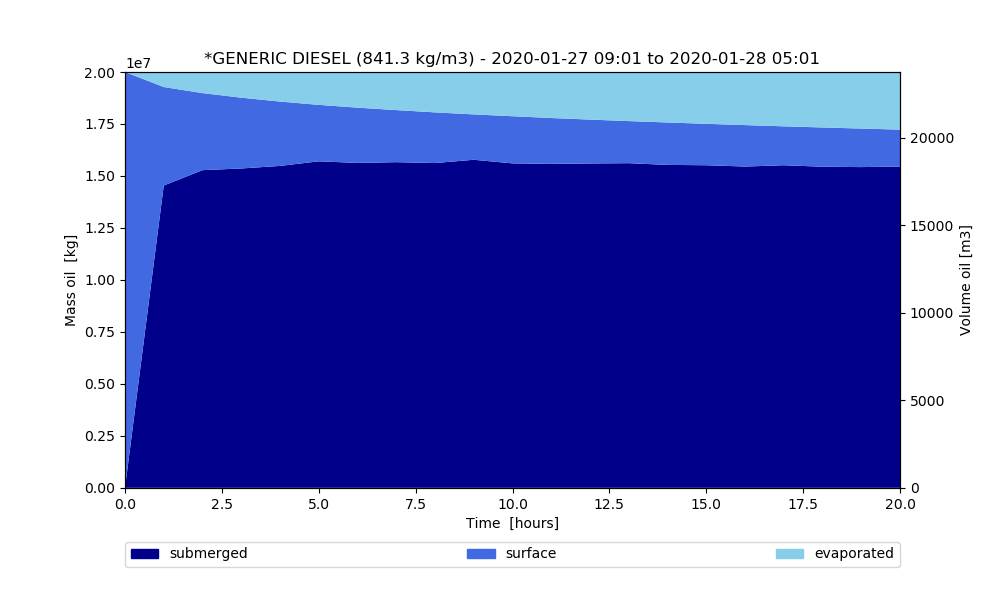 *GENERIC DIESEL (841.3 kg/m3) - 2020-01-27 09:01 to 2020-01-28 05:01
1e7
2.00
1.75
1.50
1.25
1.00
0.75
0.50
0.25
0.00
Mass oil [kg]
20000
15000
10000
5000
0
Volume oil [m3]
0.0 2.5 5.0 7.5 10.0 12.5 15.0 17.5 20.0
Time [hours]
submerged surface evaporated